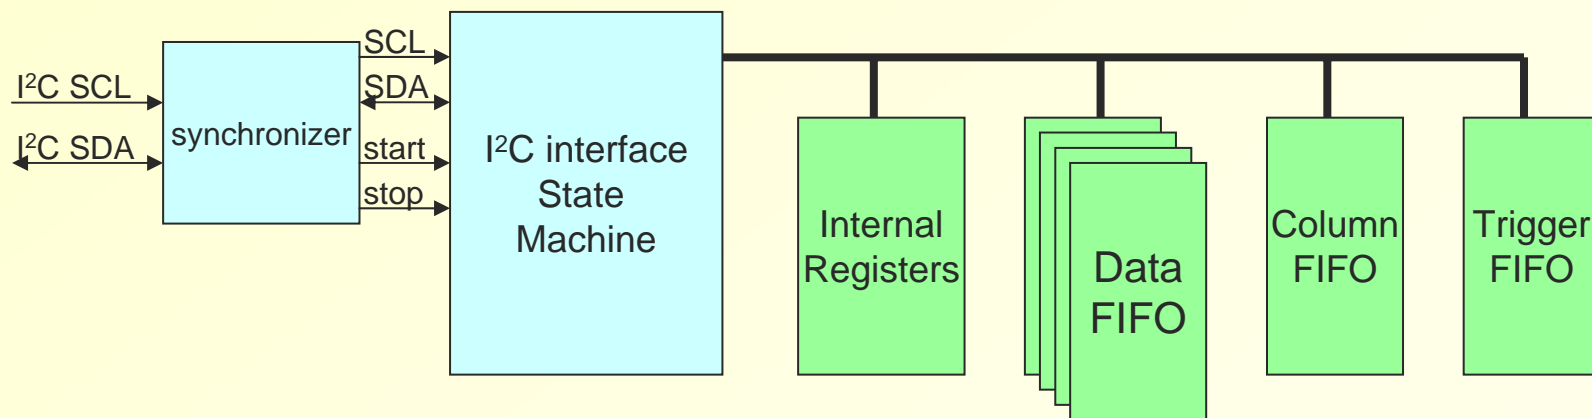 I²C SCL
I²C SDA
synchronizer
SCL
SDA
start
stop
I²C interface
State
Machine
Internal
Registers
Data
FIFO
Column
FIFO
Trigger
FIFO